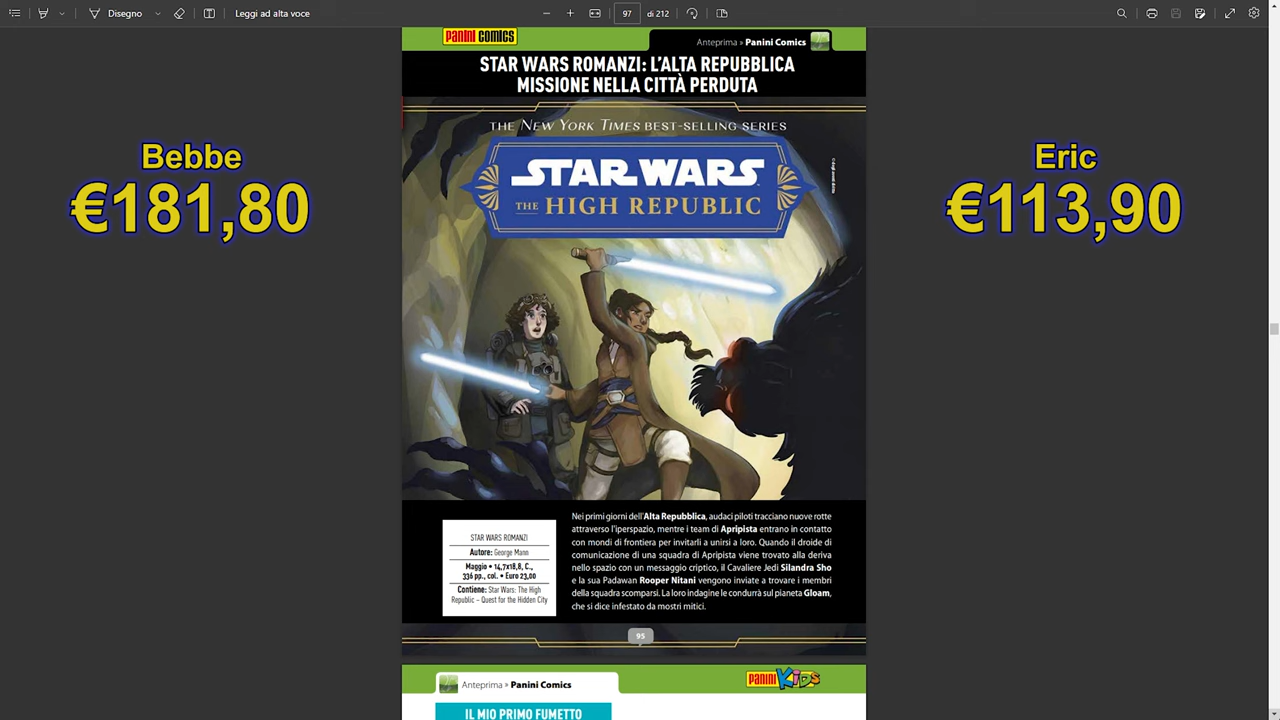 Leggi ad alta voce
Disegno
97
di 212
PANINI COMICS
Anteprima » Panini Comics
STAR WARS ROMANZI: L'ALTA REPUBBLICA
MISSIONE NELLA CITTÀ PERDUTA
THE NEW YORK TIMES BEST-SELLING SERIES
STAR WARS
THE HIGH REPUBLIC
Bebbe
€181,80
Eric
€113,90
STAR WARS ROMANZI
Autore: George Mann
Maggio • 14,7x18,8, C.,
336 pp., col. • Euro 23,00
Contiene: Star Wars: The High
Republic – Quest for the Hidden City
Nei primi giorni dell'Alta Repubblica, audaci piloti tracciano nuove rotte
attraverso l'iperspazio, mentre i team di Apripista entrano in contatto
con mondi di frontiera per invitarli a unirsi a loro. Quando il droide di
comunicazione di una squadra di Apripista viene trovato alla deriva
nello spazio con un messaggio criptico, il Cavaliere Jedi Silandra Sho
e la sua Padawan Rooper Nitani vengono inviate a trovare i membri
della squadra scomparsi. La loro indagine le condurrà sul pianeta Gloam,
che si dice infestato da mostri mitici.
95
Anteprima » Panini Comics
PANINI KIDS
IL MIO PRIMO FUMETTO